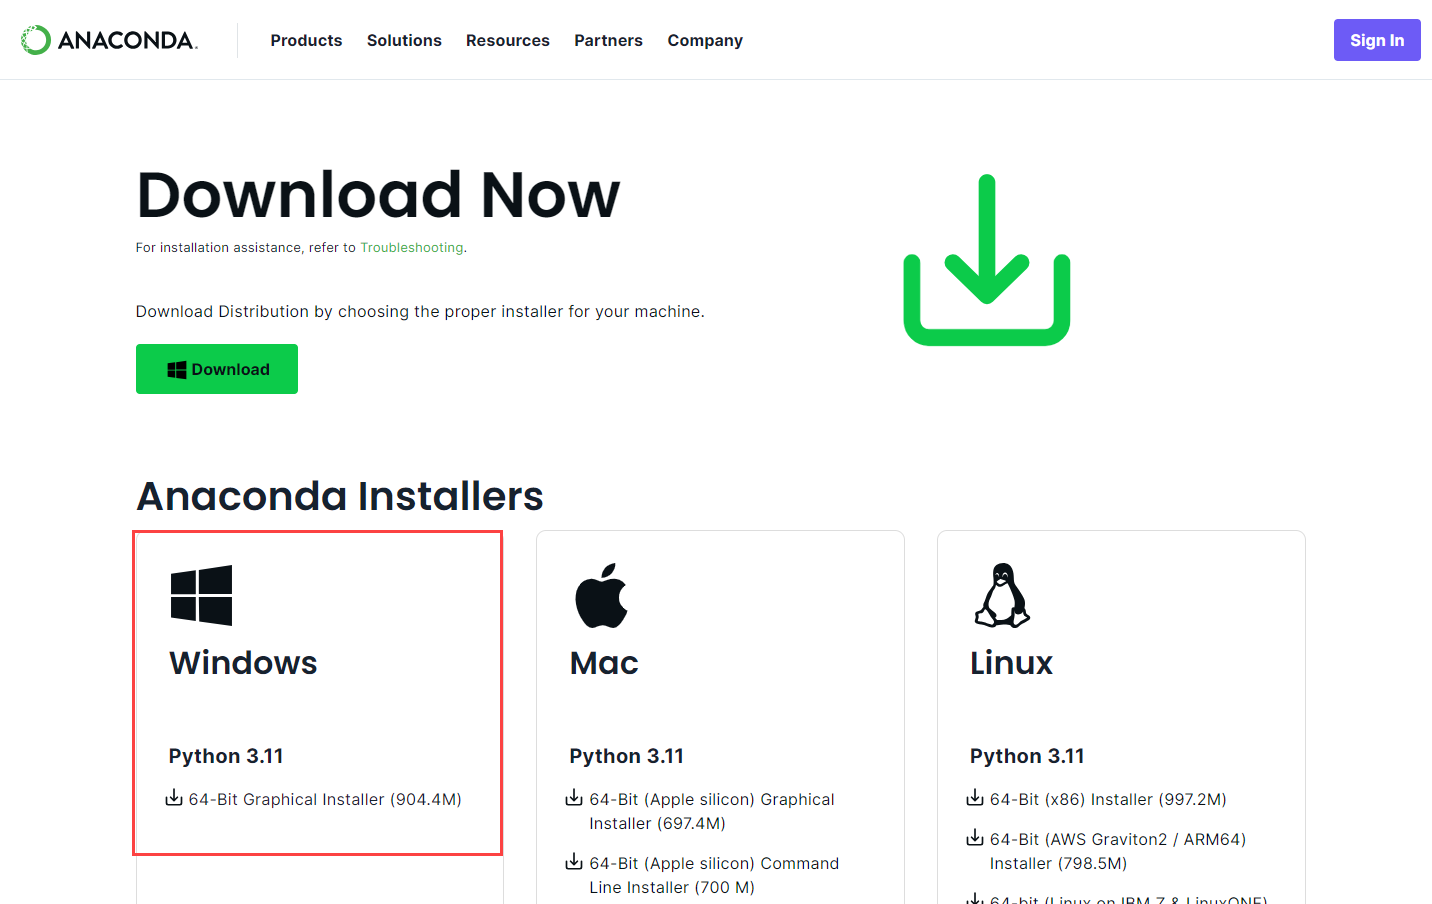 ANACONDA.
Products
Solutions
Resources
Partners
Company
Sign In
Download Now
For installation assistance, refer to Troubleshooting.
Download Distribution by choosing the proper installer for your machine.
Download
Anaconda Installers
Windows
Python 3.11
64-Bit Graphical Installer (904.4M)
Mac
Python 3.11
64-Bit (Apple silicon) Graphical
Installer (697.4M)
64-Bit (Apple silicon) Command
Line Installer (700 M)
Linux
Python 3.11
64-Bit (x86) Installer (997.2M)
64-Bit (AWS Graviton2 / ARM64)
Installer (798.5M)
64-bit (Linux on IBM Z & LinuxONE)